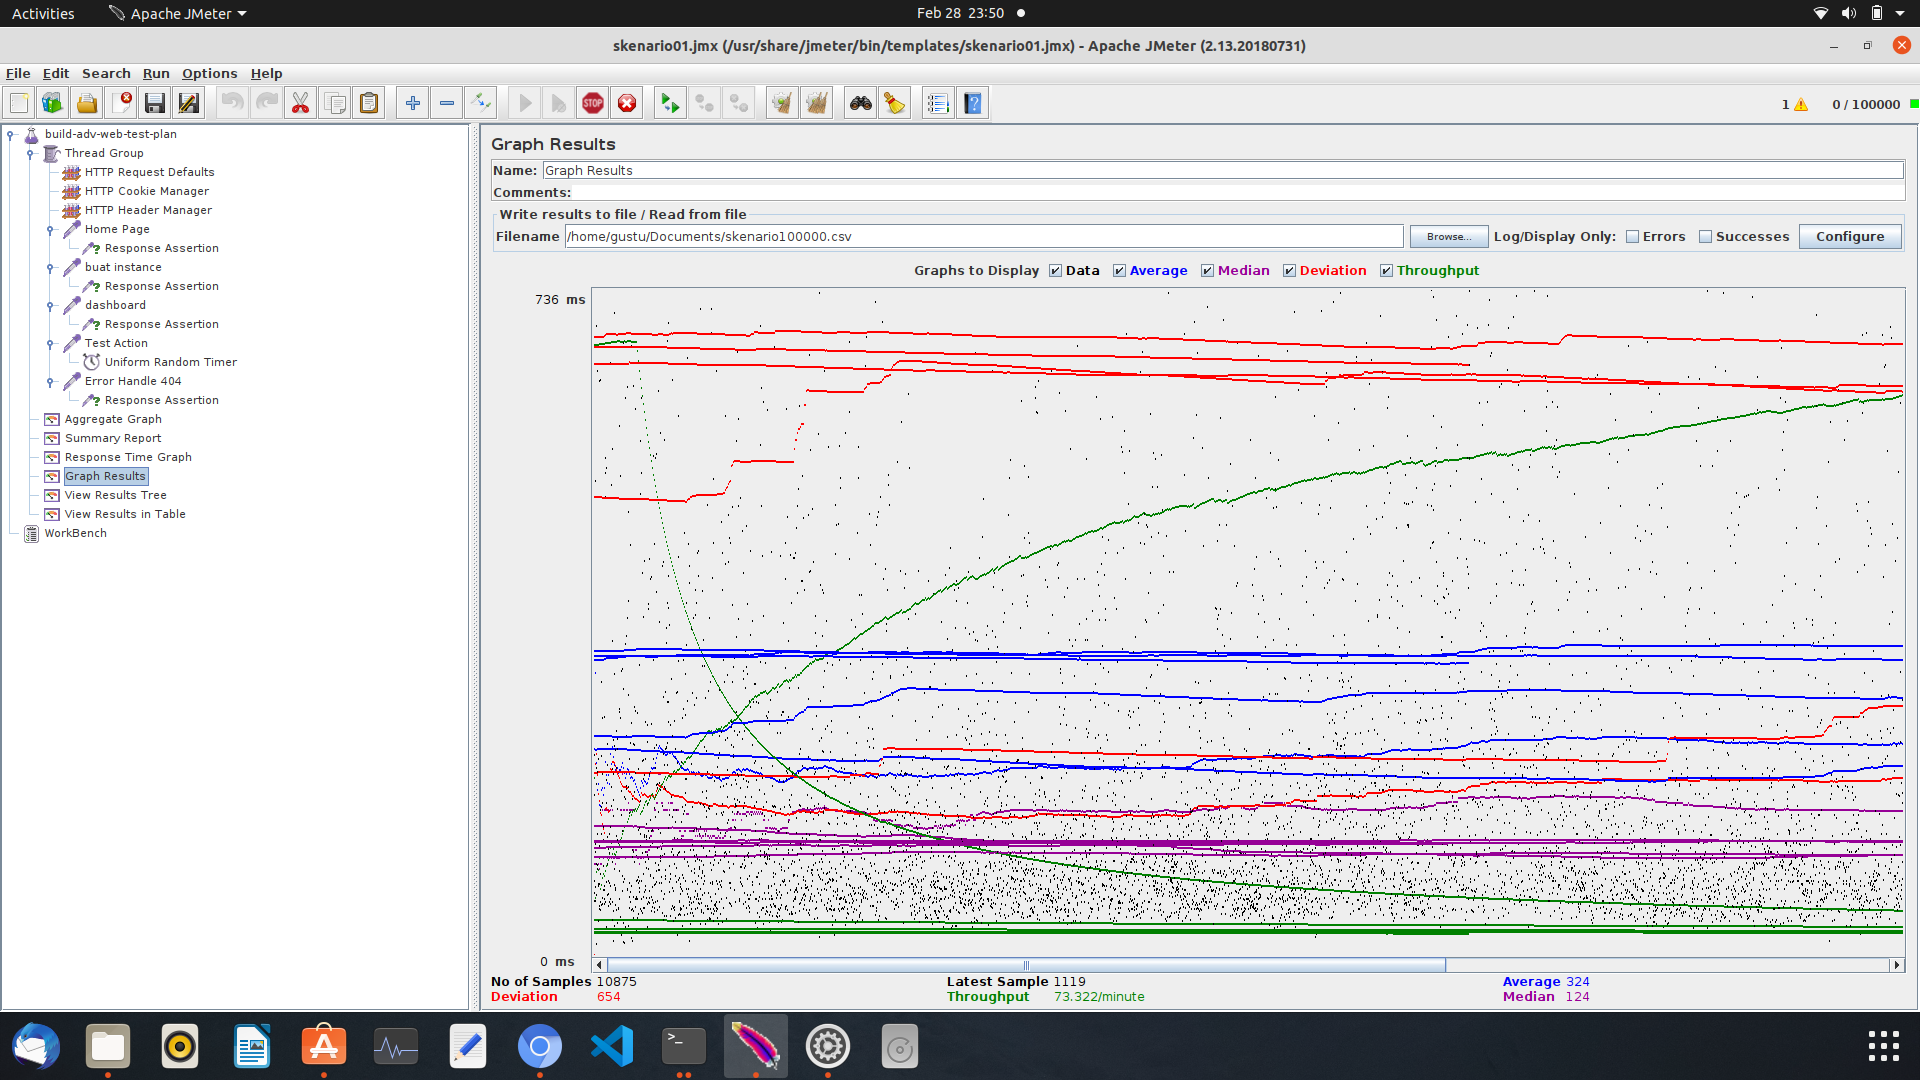 Activities Apache JMeter Feb 28 23:50
skenario01.jmx (/usr/share/jmeter/bin/templates/skenario01.jmx) - Apache JMeter (2.13.20180731)
File Edit Search Run Options Help
STOP 1 0 / 100000
build-adv-web-test-plan
Thread Group
HTTP Request Defaults
HTTP Cookie Manager
HTTP Header Manager
Home Page
Response Assertion
buat instance
Response Assertion
dashboard
Response Assertion
Test Action
Uniform Random Timer
Error Handle 404
Response Assertion
Aggregate Graph
Summary Report
Response Time Graph
Graph Results
View Results Tree
View Results in Table
WorkBench
Graph Results
Name: Graph Results
Comments:
Write results to file / Read from file
Filename /home/gustu/Documents/skenario100000.csv Browse... Log/Display Only: Errors Successes Configure
Graphs to Display Data Average Median Deviation Throughput
736 ms
0 ms
No of Samples 10875 Latest Sample 1119 Average 324
Deviation 654 Throughput 73.322/minute Median 124